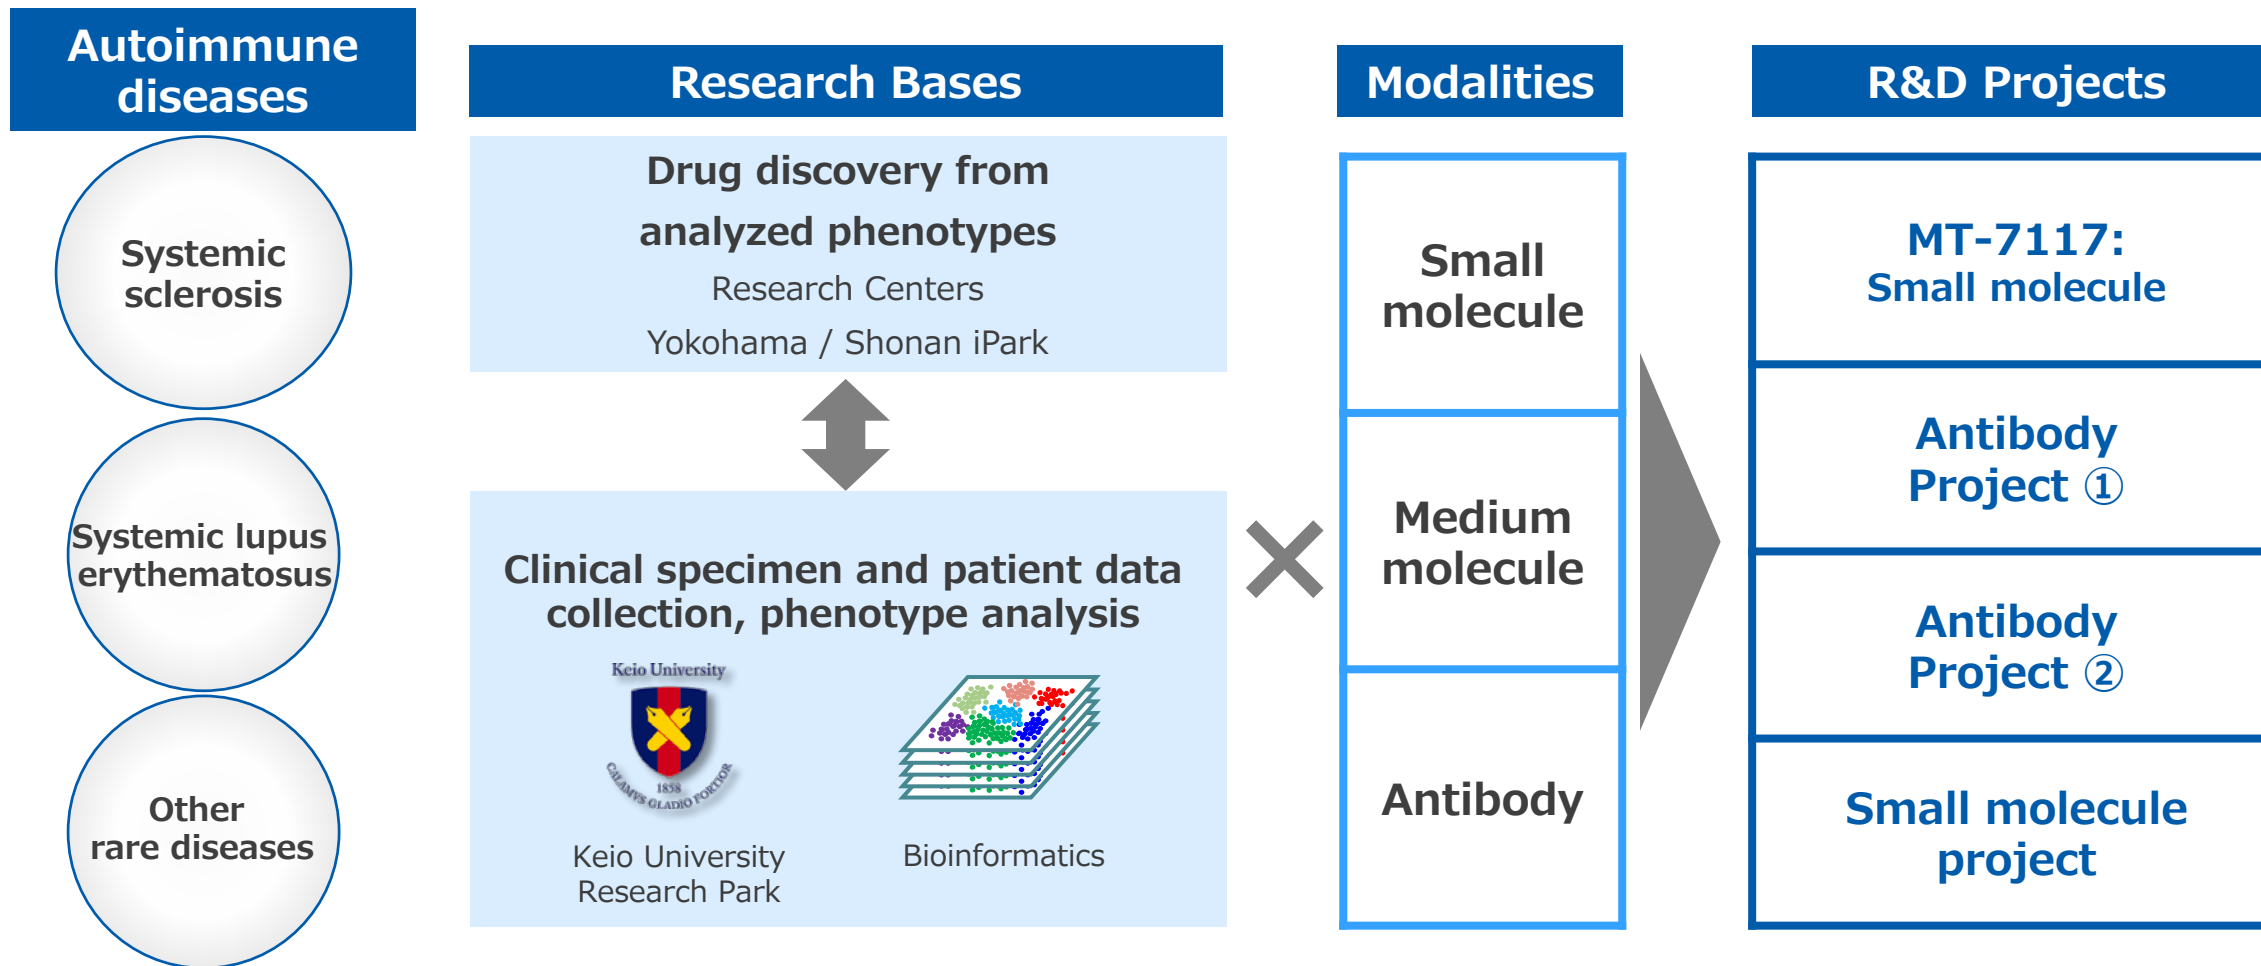 Autoimmune
diseases
Systemic
sclerosis
Systemic lupus
erythematosus
Other
rare diseases
Research Bases
Drug discovery from
analyzed phenotypes
Research Centers
Yokohama / Shonan iPark
Clinical specimen and patient data
collection, phenotype analysis
Keio University
1858
CALAMVS GLADIO FORTIOR
Keio University
Research Park
Bioinformatics
Modalities
Small
molecule
Medium
molecule
Antibody
R&D Projects
MT-7117:
Small molecule
Antibody
Project ①
Antibody
Project ②
Small molecule
project